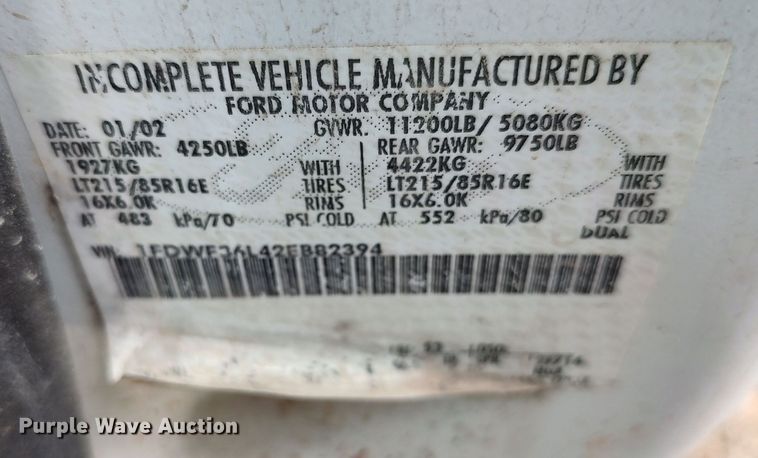 INCOMPLETE VEHICLE MANUFACTURED BY
FORD MOTOR COMPANY
DATE: 01/02 GVWR: 11200LB/ 5080KG
FRONT GAWR: 4250LB REAR GAWR: 9750LB
1927KG WITH 4422KG WITH
LT215/85R16E TIRES LT215/85R16E TIRES
16X6.0K RIMS 16X6.0K RIMS
AT 483 kPa/70 PSI COLD AT 552 kPa/80 PSI COLD
DUAL
VIN: 1FDWF36L42EB82394
Purple Wave Auction